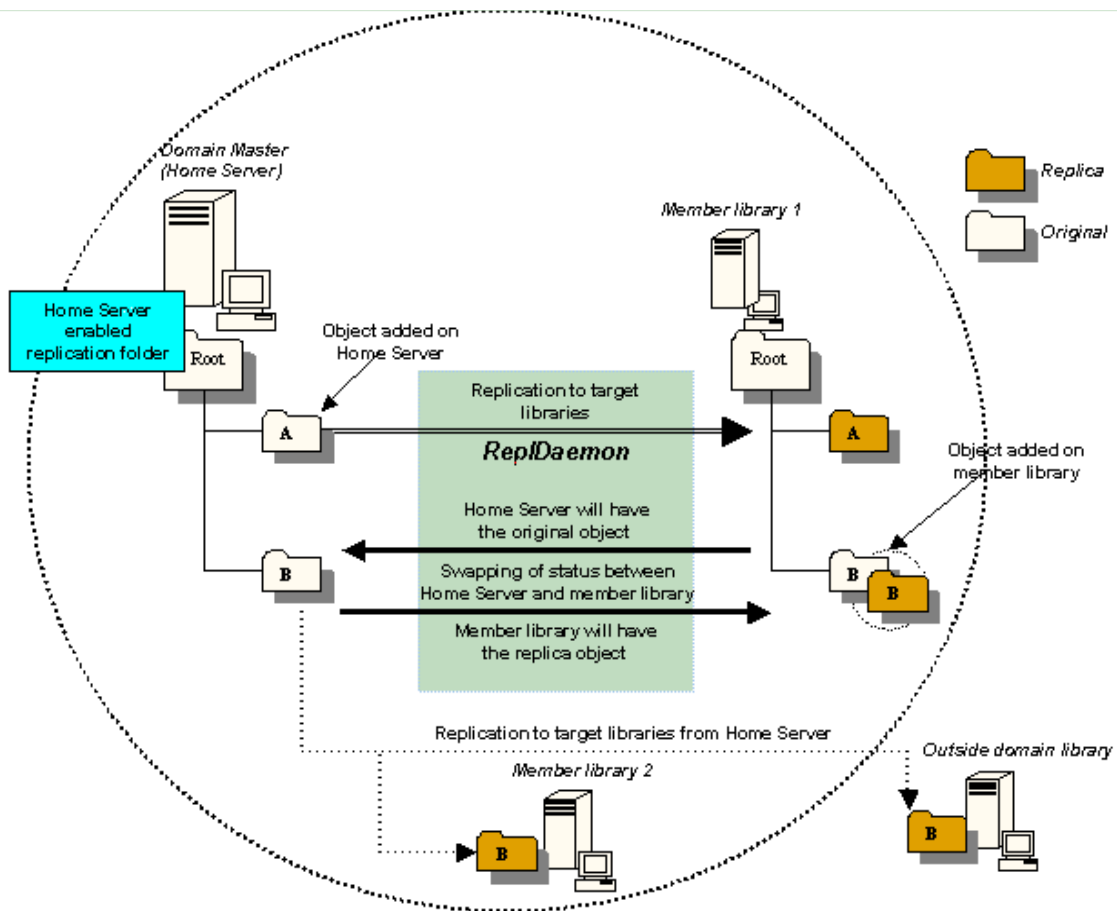 Domain Master
(Home Server)
Replica
Member library 1
Original
Home Server
enabled
replication folder
Object added on
Home Server
Root
Root
Replication to target
libraries
A
A
ReplDaemon
Object added on
member library
Home Server will have
the original object
B
B
B
Swapping of status between
Home Server and member library
Member library will have
the replica object
Replication to target libraries from Home Server
Outside domain library
Member library 2
B
B